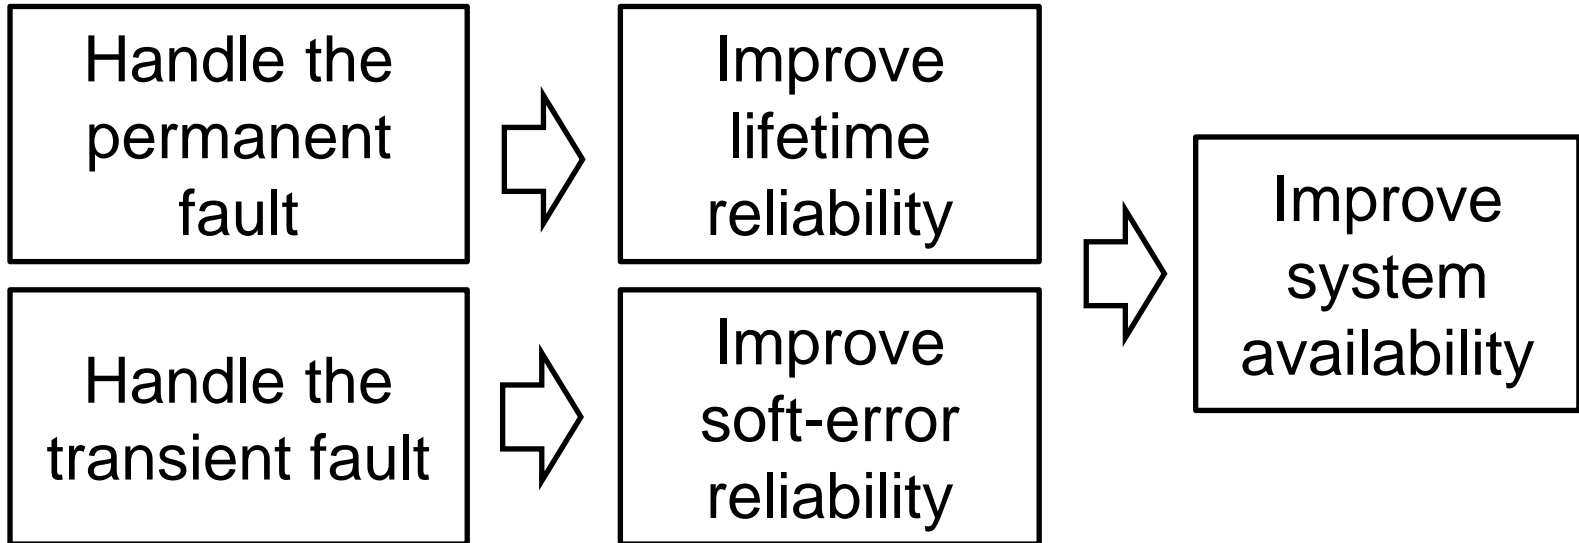 Handle the
permanent
fault
Improve
lifetime
reliability
Handle the
transient fault
Improve
soft-error
reliability
Improve
system
availability